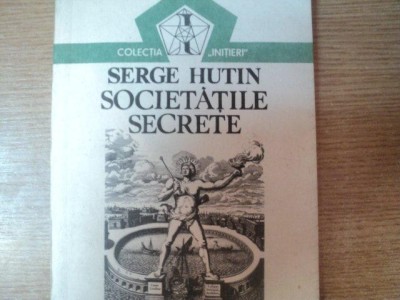 COLECȚIA „INIȚIERI"
SERGE HUTIN
SOCIETĂȚILE
SECRETE